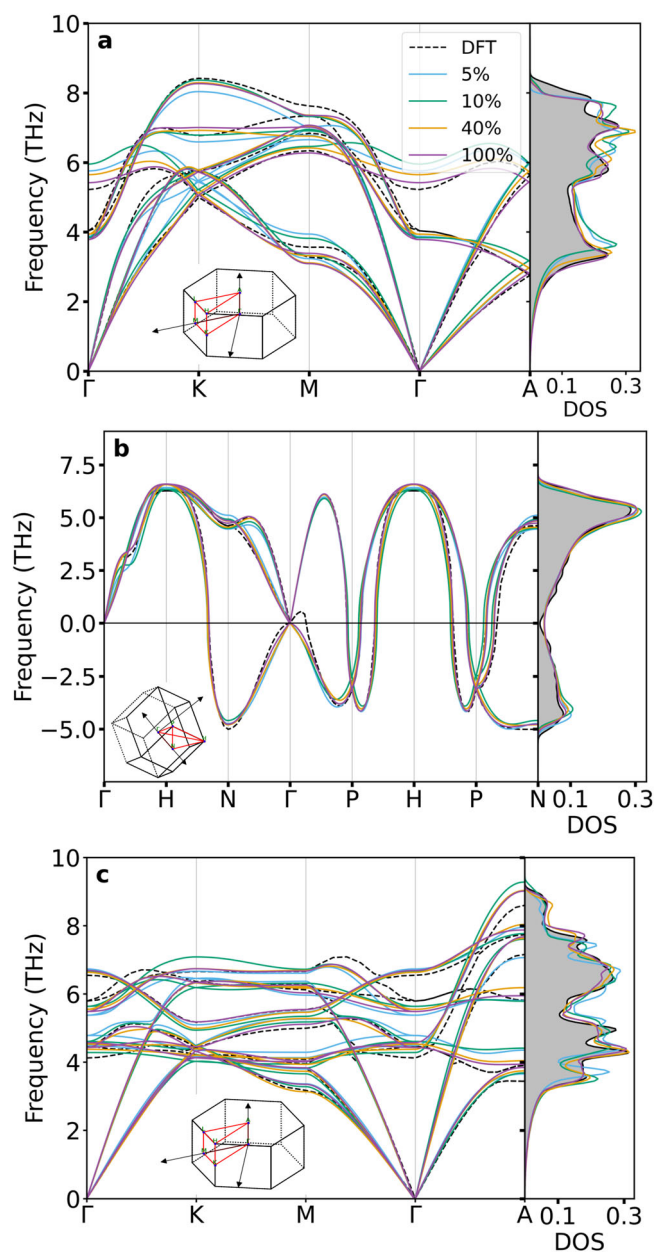 a
10
8
6
4
2
0
Frequency (THz)
DFT
5%
10%
40%
100%
Γ K M Γ A
0.1 0.3
DOS
b
7.5
5.0
2.5
0.0
−2.5
−5.0
Frequency (THz)
Γ H N Γ P H P N
0.1 0.3
DOS
c
10
8
6
4
2
0
Frequency (THz)
Γ K M Γ A
0.1 0.3
DOS